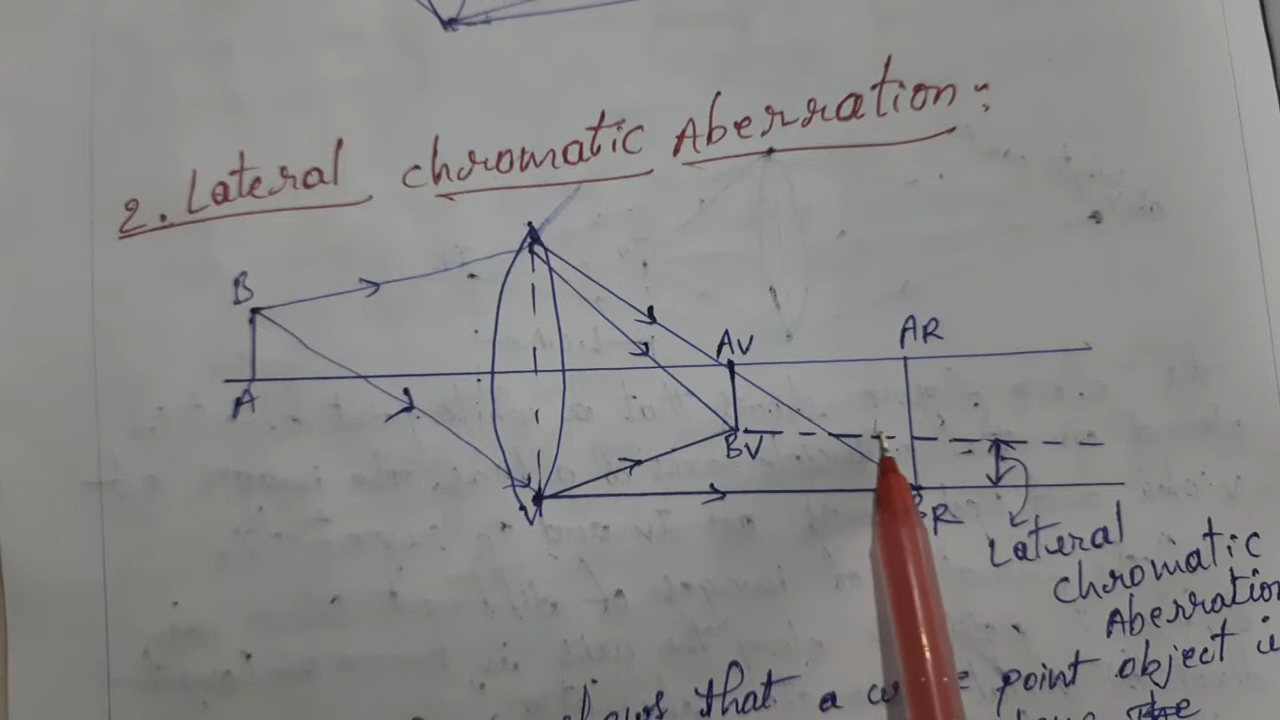 2. Lateral chromatic Aberration:
B
AV
AR
A
BV
R
Lateral
chromatic
Aberration
that a point object